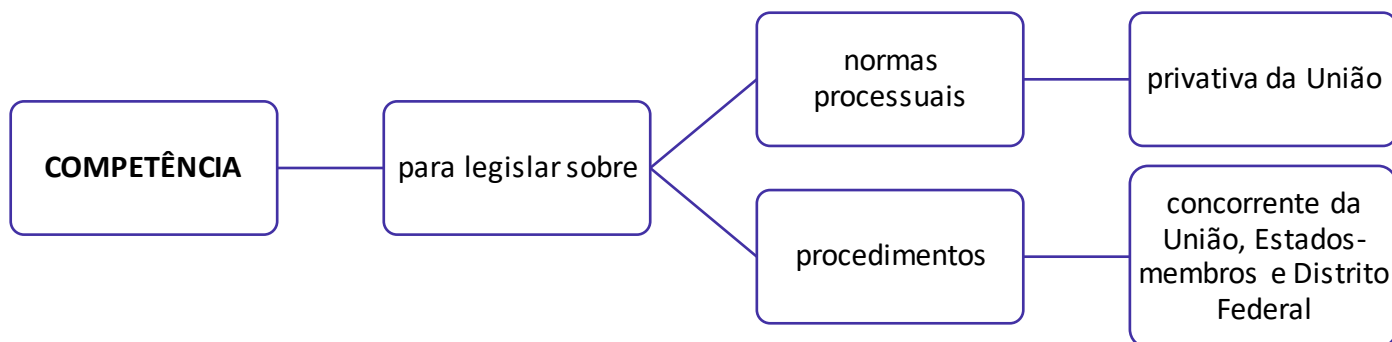 COMPETÊNCIA
para legislar sobre
normas
processuais
privativa da União
procedimentos
concorrente da
União, Estados-
membros e Distrito
Federal